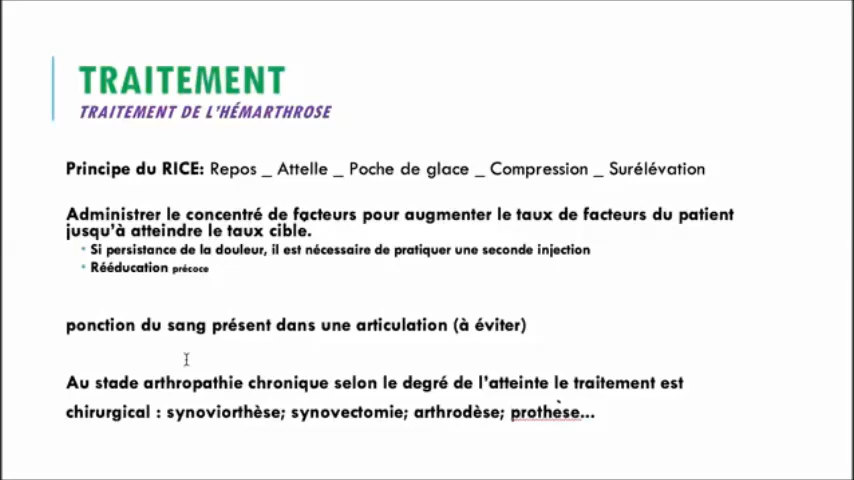 TRAITEMENT
TRAITEMENT DE L'HÉMARTHROSE
Principe du RICE: Repos _ Attelle _ Poche de glace _ Compression _ Surélévation
Administrer le concentré de facteurs pour augmenter le taux de facteurs du patient
jusqu'à atteindre le taux cible.
• Si persistance de la douleur, il est nécessaire de pratiquer une seconde injection
• Rééducation précoce
ponction du sang présent dans une articulation (à éviter)
Au stade arthropathie chronique selon le degré de l'atteinte le traitement est
chirurgical : synoviorthèse; synovectomie; arthrodèse; prothèse...